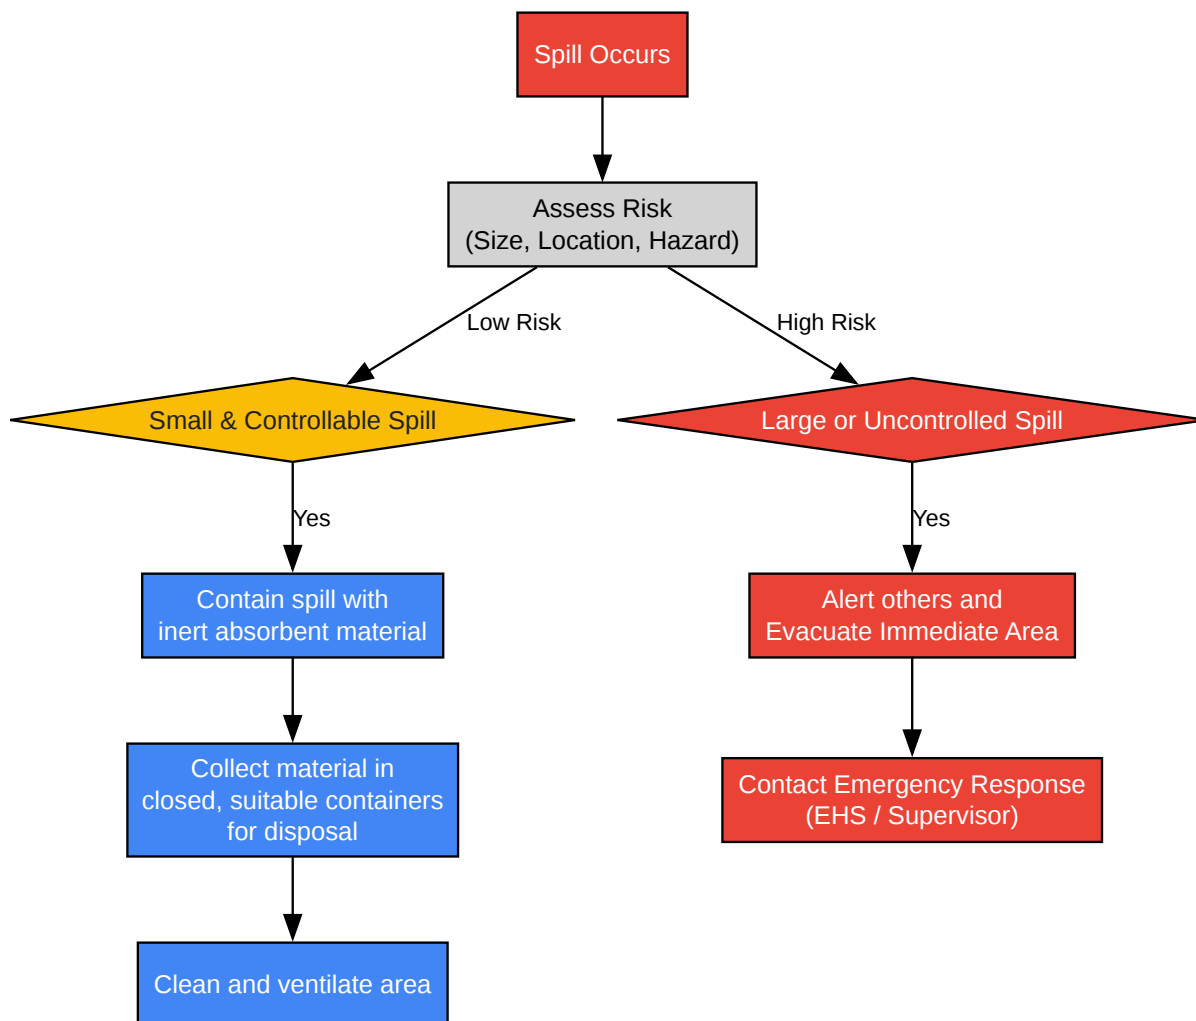 Spill Occurs
Assess Risk
(Size, Location, Hazard)
Low Risk
High Risk
Small & Controllable Spill
Large or Uncontrolled Spill
Yes
Yes
Contain spill with
inert absorbent material
Alert others and
Evacuate Immediate Area
Collect material in
closed, suitable containers
for disposal
Contact Emergency Response
(EHS / Supervisor)
Clean and ventilate area